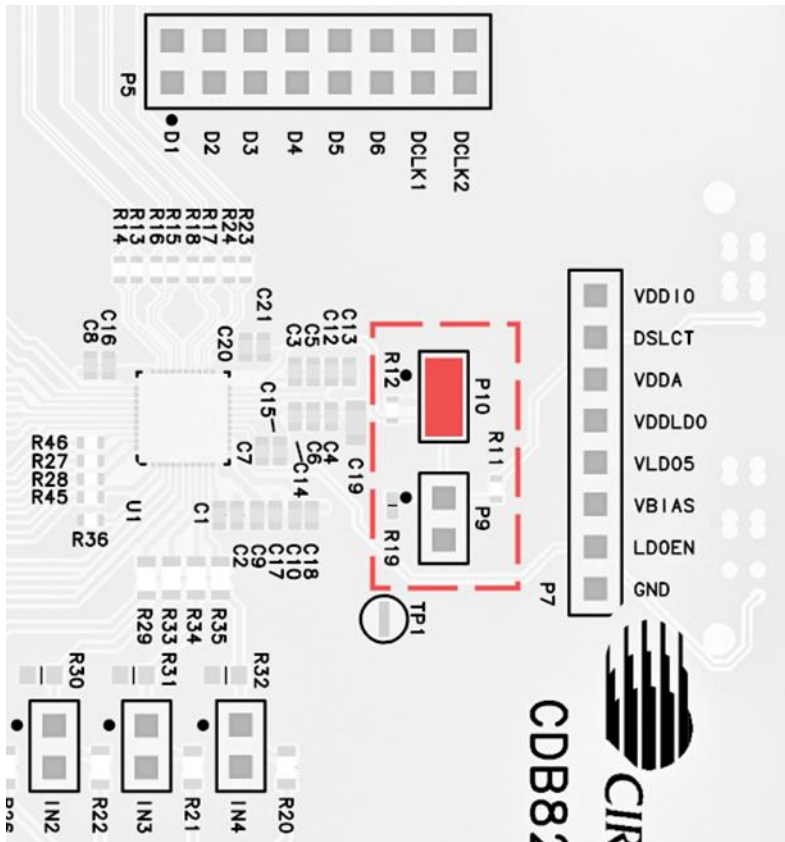 P5
D1
D2
D3
D4
D5
D6
DCLK1
DCLK2
R14
R13
R16
R15
R18
R17
R24
R23
C8
C16
C20
C21
C3
C5
C12
C13
R12
P10
R11
VDDIO
DSLCT
VDDA
VDDLDO
VLDO5
VBIAS
LDOEN
GND
P7
R46
R27
R28
R45
R36
U1
C15
C7
C6
C4
C14
C19
P9
R19
C1
C2
C9
C17
C10
C18
TP1
R29
R33
R34
R35
R30
R31
R32
IN2
R22
IN3
R21
IN4
R20
CDB82
CIR